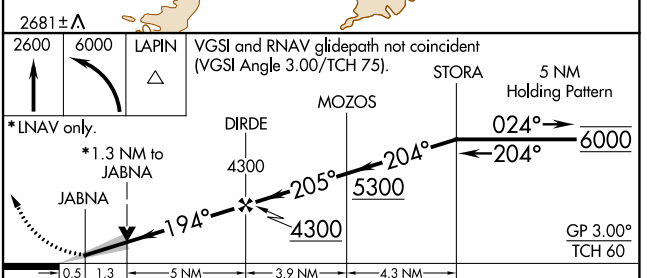 2681±
2600 6000 LAPIN
VGSI and RNAV glidepath not coincident
(VGSI Angle 3.00/TCH 75).
STORA
5 NM
Holding Pattern
MOZOS
*LNAV only.
DIRDE
024°
6000
*1.3 NM to
JABNA
204°
204°
4300
205°
5300
JABNA
194°
4300
GP 3.00°
TCH 60
0.5 1.3 5 NM 3.9 NM 4.3 NM